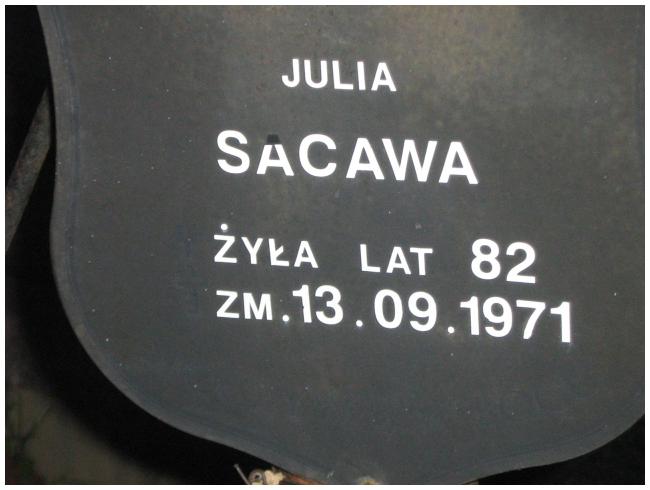 JULIA
SACAWA
ŻYŁA LAT 82
ZM.13.09.1971